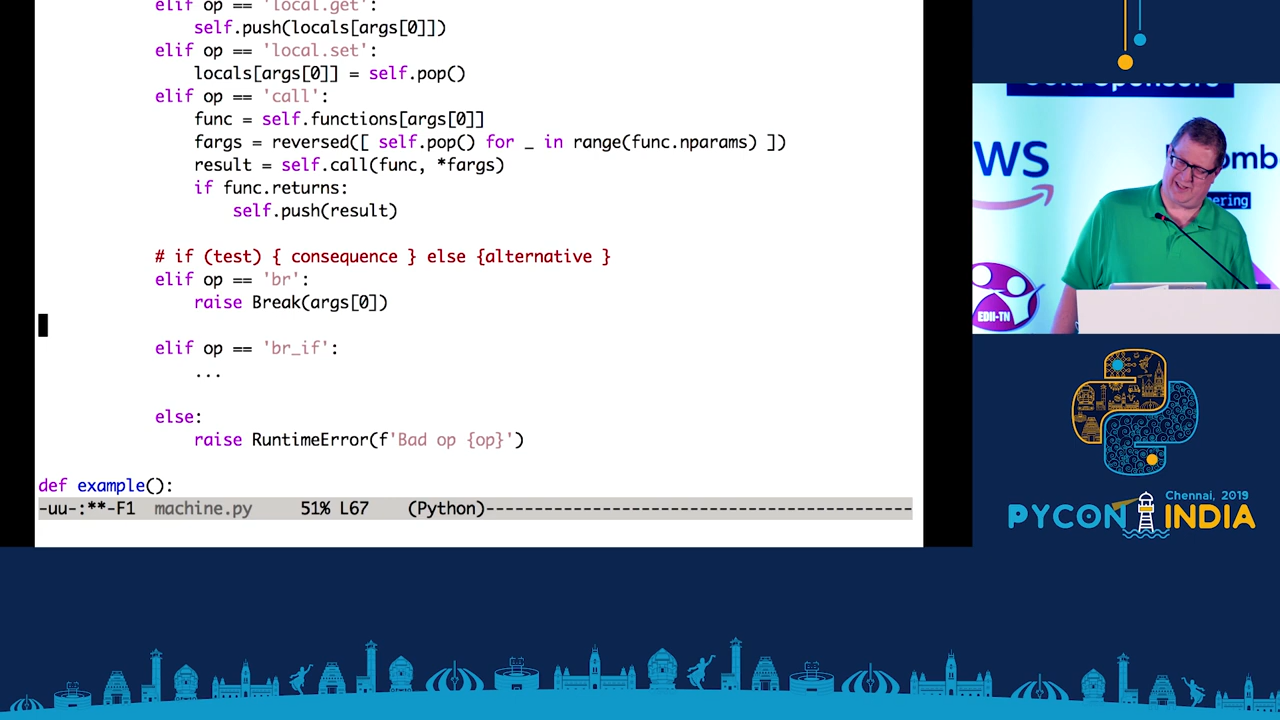 elif op == 'local.get':
self.push(locals[args[0]])
elif op == 'local.set':
locals[args[0]] = self.pop()
elif op == 'call':
func = self.functions[args[0]]
fargs = reversed([ self.pop() for _ in range(func.nparams) ])
result = self.call(func, *fargs)
if func.returns:
self.push(result)
# if (test) { consequence } else {alternative }
elif op == 'br':
raise Break(args[0])
elif op == 'br_if':
...
else:
raise RuntimeError(f'Bad op {op}')
def example():
-uu-:**-F1 machine.py 51% L67 (Python)--------------------------------------------
Sponsors
EDII-TN
Chennai, 2019
PYCON INDIA